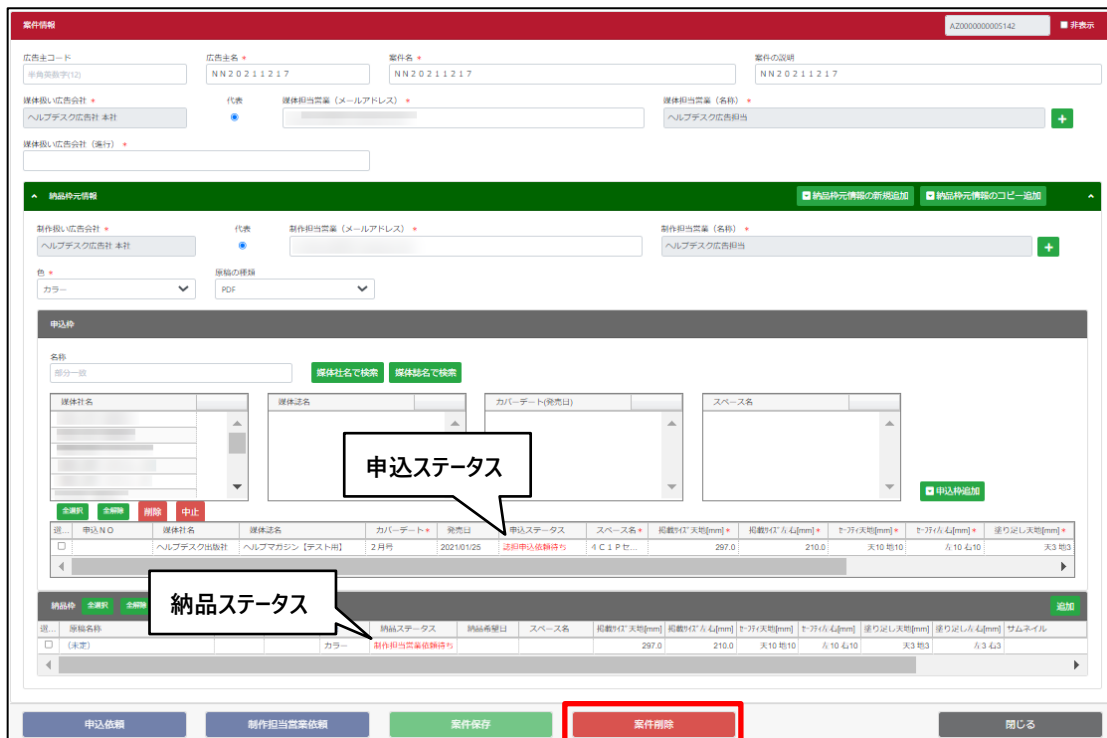 案件情報 AZ0000000005142 非表示
広告主コード 広告主名 * 案件名 * 案件の説明
半角英数字(12) NN20211217 NN20211217 NN20211217
媒体扱い広告会社 * 代表 媒体担当営業（メールアドレス） * 媒体担当営業（名称） *
ヘルプデスク広告社 本社 ヘルプデスク広告担当 +
媒体扱い広告会社（進行） *
納品枠元情報 納品枠元情報の新規追加 納品枠元情報のコピー追加
制作扱い広告会社 * 代表 制作担当営業（メールアドレス） * 制作担当営業（名称） *
ヘルプデスク広告社 本社 ヘルプデスク広告担当 +
色 * 原稿の種類
カラー PDF
申込枠
名称
部分一致 媒体社名で検索 媒体誌名で検索
媒体社名 媒体誌名 カバーデート(発売日) スペース名
申込ステータス
申込枠追加
全選択 全解除 削除 中止
選... 申込NO 媒体社名 媒体誌名 カバーデート* 発売日 申込ステータス スペース名* 掲載ｻｲｽﾞ天地[mm]* 掲載ｻｲｽﾞ左右[mm]* ｾｰﾌﾃｨ天地[mm]* ｾｰﾌﾃｨ左右[mm]* 塗り足し天地[mm]*
ヘルプデスク出版社 ヘルプマガジン【テスト用】 2月号 2021/01/25 誌担申込依頼待ち 4C1Pセ... 297.0 210.0 天10 地10 左10 右10 天3 地3
納品ステータス
納品枠 全選択 全解除 追加
選... 原稿名称 納品ステータス 納品希望日 スペース名 掲載ｻｲｽﾞ天地[mm] 掲載ｻｲｽﾞ左右[mm] ｾｰﾌﾃｨ天地[mm] ｾｰﾌﾃｨ左右[mm] 塗り足し天地[mm] 塗り足し左右[mm] サムネイル
(未定) カラー 制作担当営業依頼待ち 297.0 210.0 天10 地10 左10 右10 天3 地3 左3 右3
申込依頼 制作担当営業依頼 案件保存 案件削除 閉じる